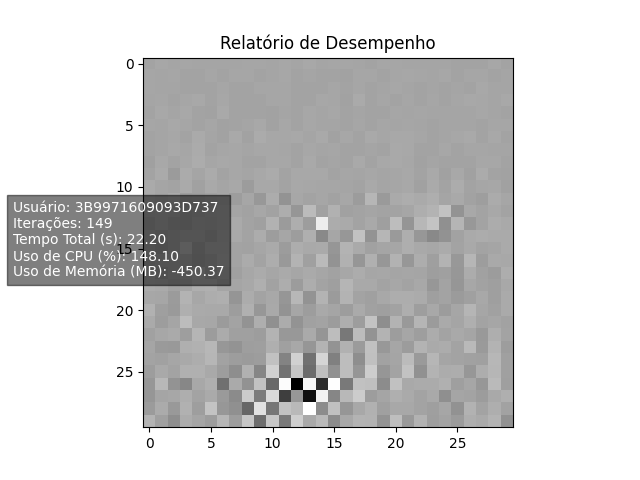 Relatório de Desempenho
0
5
10
15
20
25
Usuário: 3B9971609093D737
Iterações: 149
Tempo Total (s): 22.20
Uso de CPU (%): 148.10
Uso de Memória (MB): -450.37
0 5 10 15 20 25